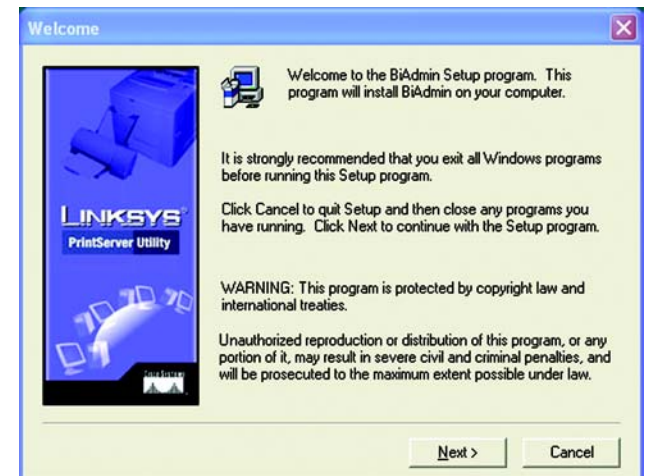 Welcome
Welcome to the BiAdmin Setup program. This
program will install BiAdmin on your computer.
It is strongly recommended that you exit all Windows programs
before running this Setup program.
Click Cancel to quit Setup and then close any programs you
have running. Click Next to continue with the Setup program.
LINKSYS®
PrintServer Utility
WARNING: This program is protected by copyright law and
international treaties.
Unauthorized reproduction or distribution of this program, or any
portion of it, may result in severe civil and criminal penalties, and
will be prosecuted to the maximum extent possible under law.
Cisco Systems
Next >
Cancel